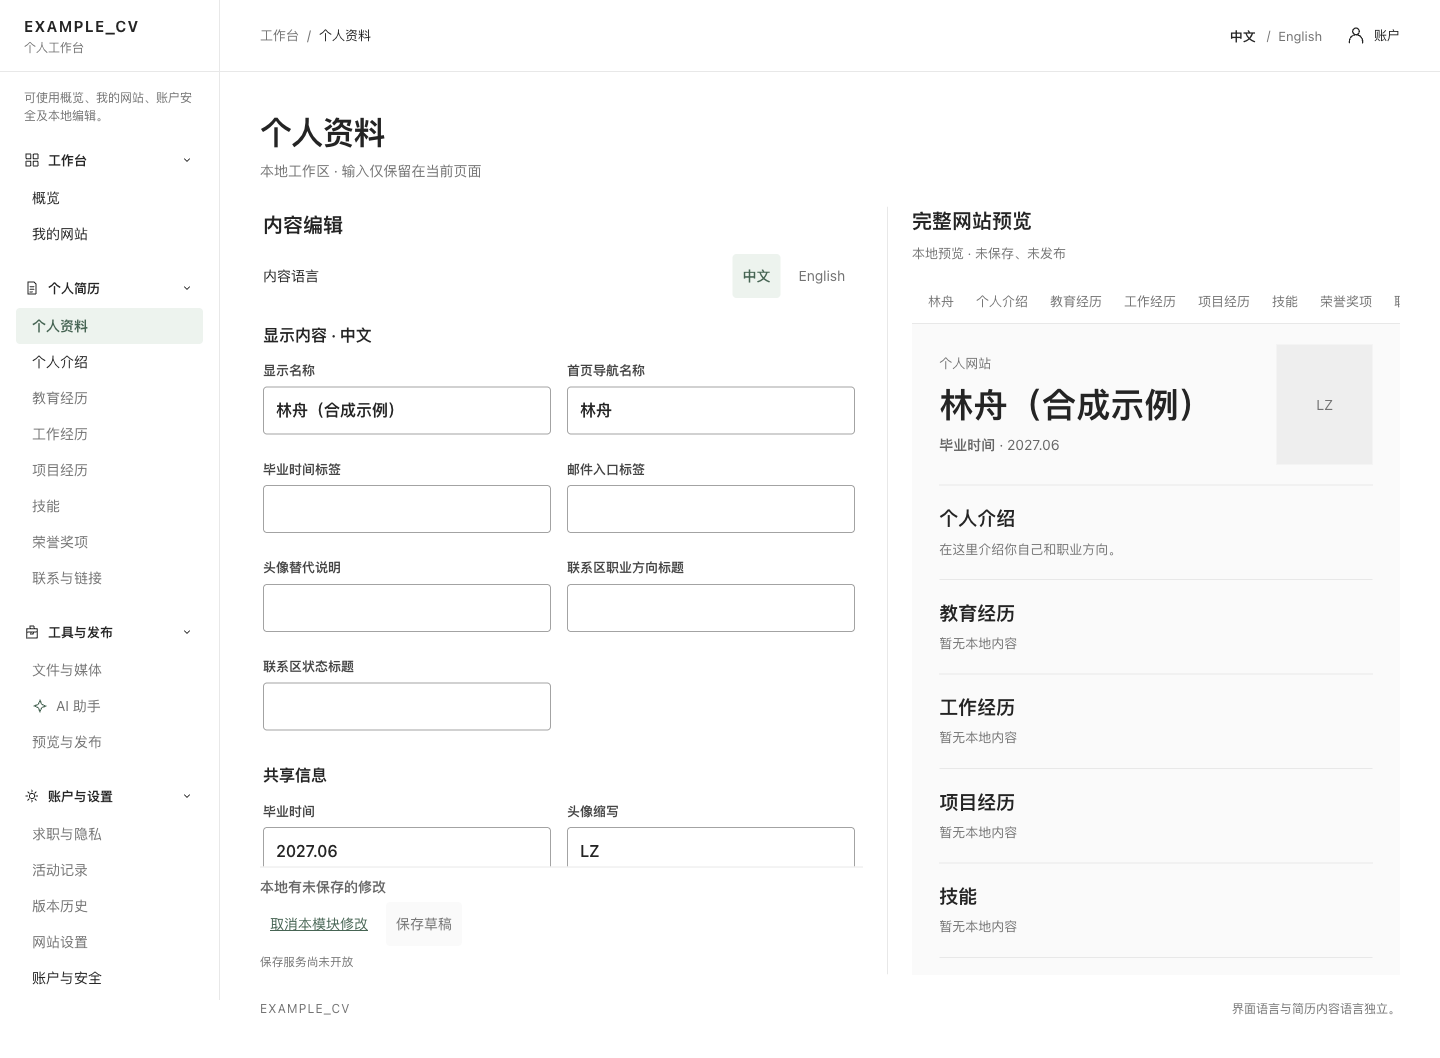 EXAMPLE_CV
个人工作台
工作台 / 个人资料
中文 / English
账户
可使用概览、我的网站、账户安
全及本地编辑。
工作台
概览
我的网站
个人简历
个人资料
个人介绍
教育经历
工作经历
项目经历
技能
荣誉奖项
联系与链接
工具与发布
文件与媒体
AI 助手
预览与发布
账户与设置
求职与隐私
活动记录
版本历史
网站设置
账户与安全
个人资料
本地工作区 · 输入仅保留在当前页面
内容编辑
内容语言
中文
English
显示内容 · 中文
显示名称
首页导航名称
林舟（合成示例）
林舟
毕业时间标签
邮件入口标签
头像替代说明
联系区职业方向标题
联系区状态标题
共享信息
毕业时间
头像缩写
2027.06
LZ
本地有未保存的修改
取消本模块修改
保存草稿
保存服务尚未开放
完整网站预览
本地预览 · 未保存、未发布
林舟 个人介绍 教育经历 工作经历 项目经历 技能 荣誉奖项
个人网站
林舟（合成示例）
毕业时间 · 2027.06
LZ
个人介绍
在这里介绍你自己和职业方向。
教育经历
暂无本地内容
工作经历
暂无本地内容
项目经历
暂无本地内容
技能
暂无本地内容
EXAMPLE_CV
界面语言与简历内容语言独立。